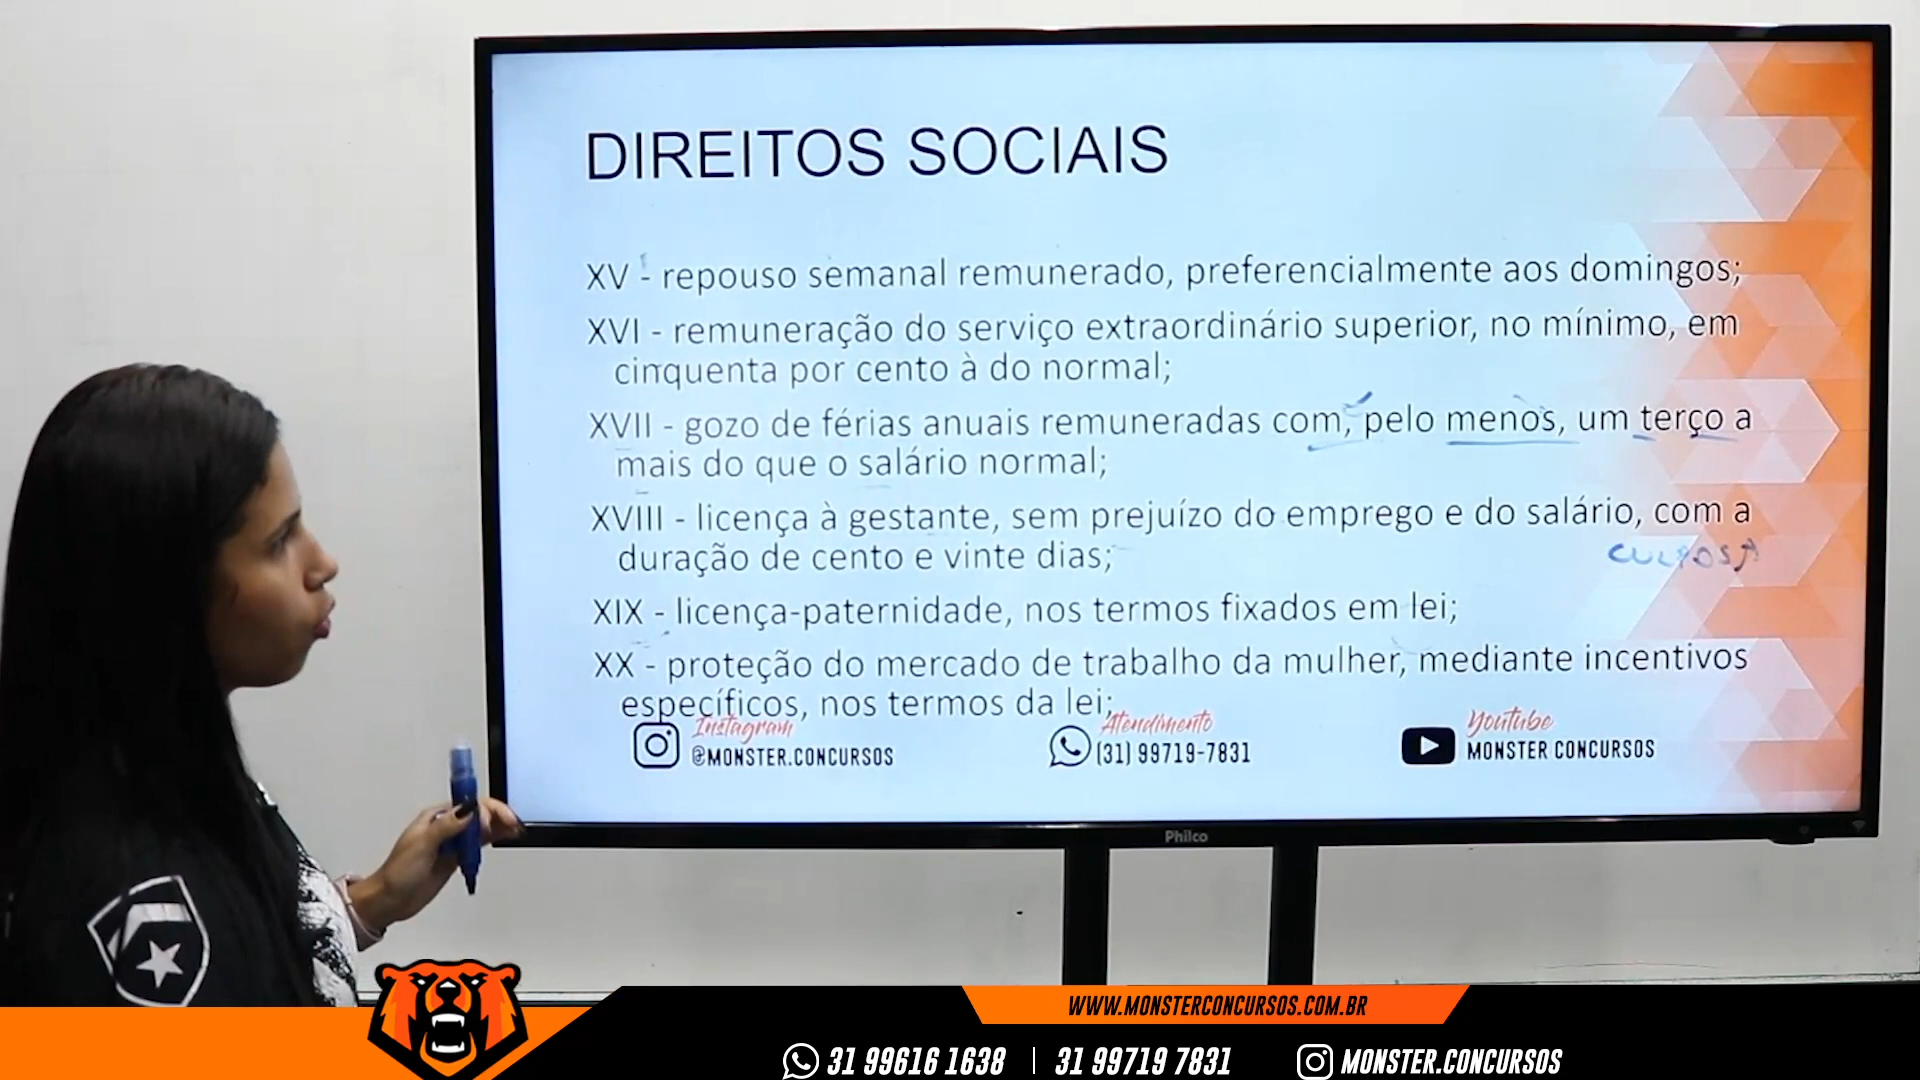 DIREITOS SOCIAIS
XV - repouso semanal remunerado, preferencialmente aos domingos;
XVI - remuneração do serviço extraordinário superior, no mínimo, em
cinquenta por cento à do normal;
XVII - gozo de férias anuais remuneradas com, pelo menos, um terço a
mais do que o salário normal;
XVIII - licença à gestante, sem prejuízo do emprego e do salário, com a
duração de cento e vinte dias;
CULPOSA
XIX - licença-paternidade, nos termos fixados em lei;
XX - proteção do mercado de trabalho da mulher, mediante incentivos
específicos, nos termos da lei;
Instagram
@MONSTER.CONCURSOS
Atendimento
(31) 99719-7831
Youtube
MONSTER CONCURSOS
Philco
WWW.MONSTERCONCURSOS.COM.BR
31 99616 1638 | 31 99719 7831 MONSTER.CONCURSOS